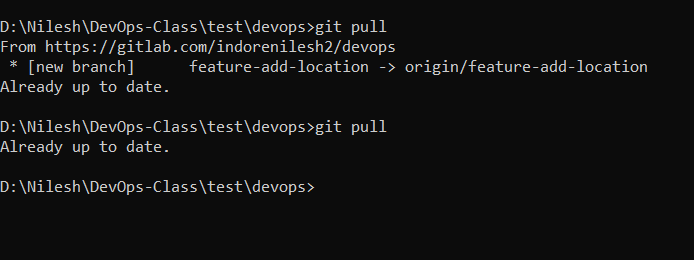 D:\Nilesh\DevOps-Class\test\devops>git pull
From https://gitlab.com/indorenilesh2/devops
 * [new branch]      feature-add-location -> origin/feature-add-location
Already up to date.
D:\Nilesh\DevOps-Class\test\devops>git pull
Already up to date.
D:\Nilesh\DevOps-Class\test\devops>